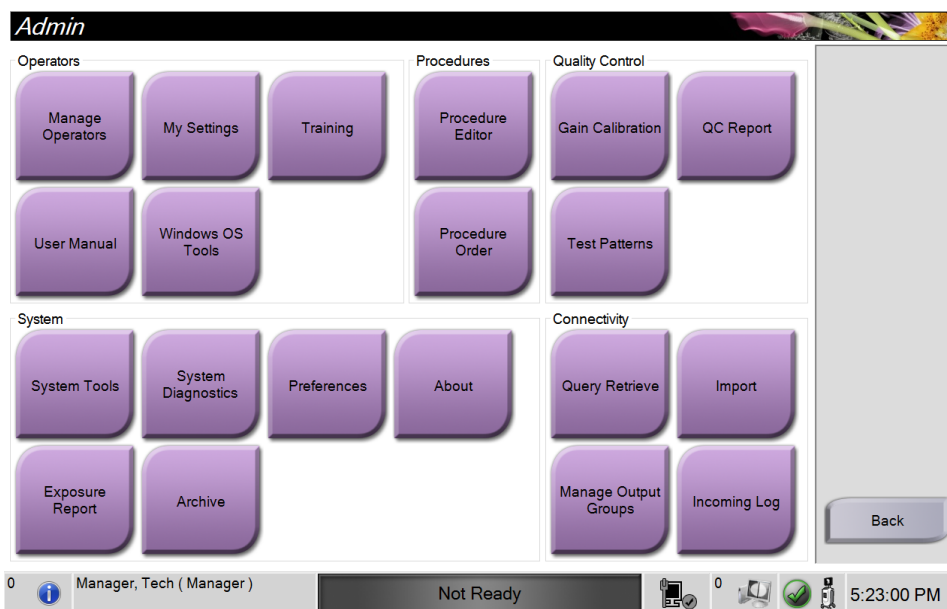 Admin
Operators
Manage
Operators
My Settings
Training
User Manual
Windows OS
Tools
Procedures
Procedure
Editor
Procedure
Order
Quality Control
Gain Calibration
QC Report
Test Patterns
System
System Tools
System
Diagnostics
Preferences
About
Exposure
Report
Archive
Connectivity
Query Retrieve
Import
Manage Output
Groups
Incoming Log
Back
0
Manager, Tech ( Manager )
Not Ready
0
5:23:00 PM